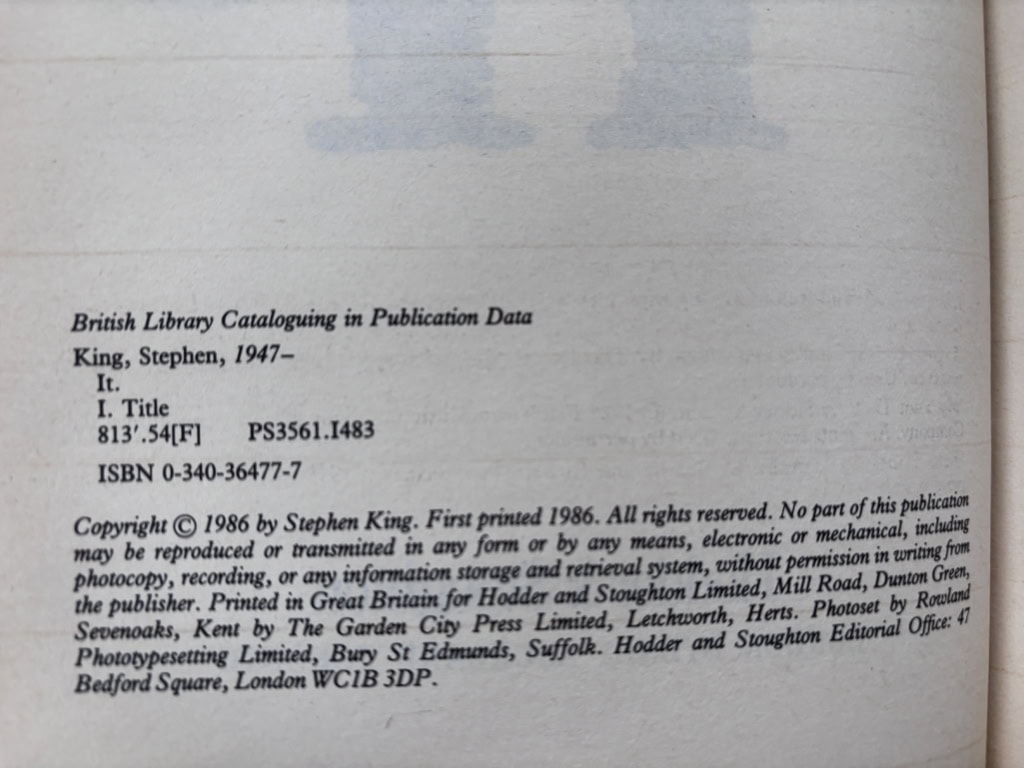 British Library Cataloguing in Publication Data
King, Stephen, 1947–
It.
I. Title
813'.54[F] PS3561.I483
ISBN 0-340-36477-7
Copyright © 1986 by Stephen King. First printed 1986. All rights reserved. No part of this publication
may be reproduced or transmitted in any form or by any means, electronic or mechanical, including
photocopy, recording, or any information storage and retrieval system, without permission in writing from
the publisher. Printed in Great Britain for Hodder and Stoughton Limited, Mill Road, Dunton Green,
Sevenoaks, Kent by The Garden City Press Limited, Letchworth, Herts. Photoset by Rowland
Phototypesetting Limited, Bury St Edmunds, Suffolk. Hodder and Stoughton Editorial Office: 47
Bedford Square, London WC1B 3DP.